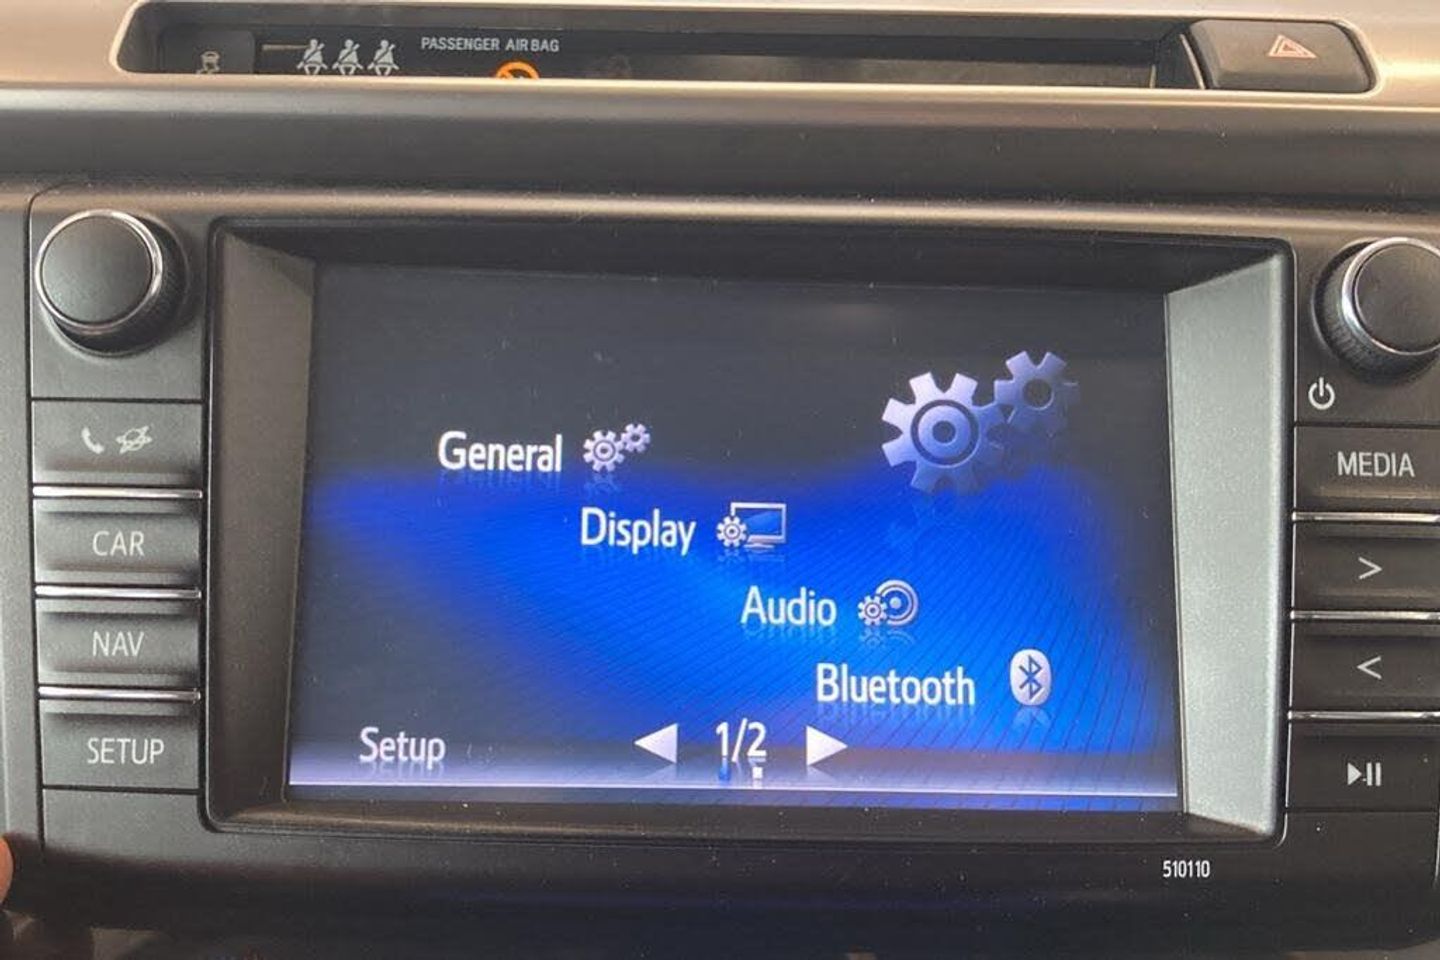 PASSENGER AIR BAG
General
Display
Audio
Bluetooth
Setup
1/2
CAR
NAV
SETUP
MEDIA
>
<
510110